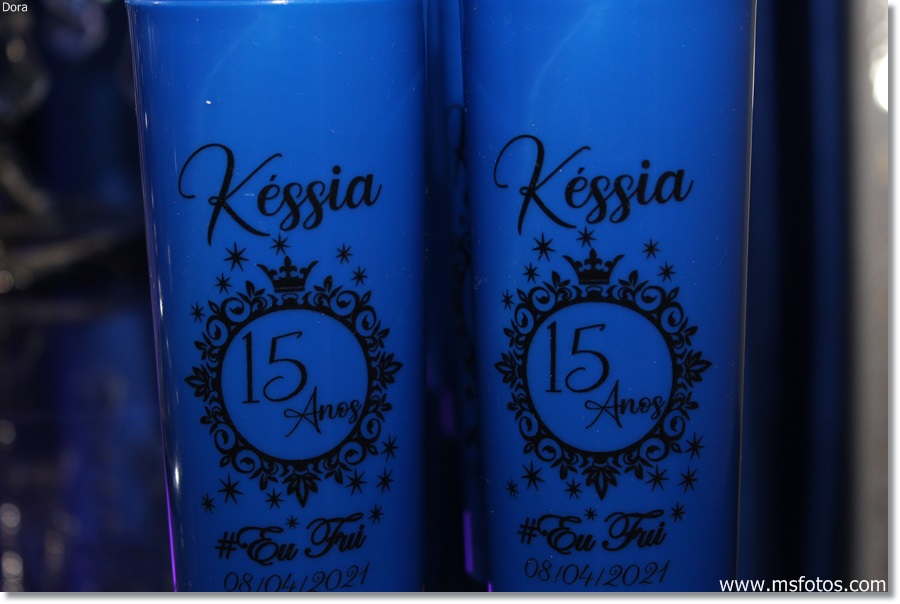 Dora
Késsia
15
Anos
#Eu Fui
08/04/2021
Késsia
15
Anos
#Eu Fui
08/04/2021
www.msfotos.com